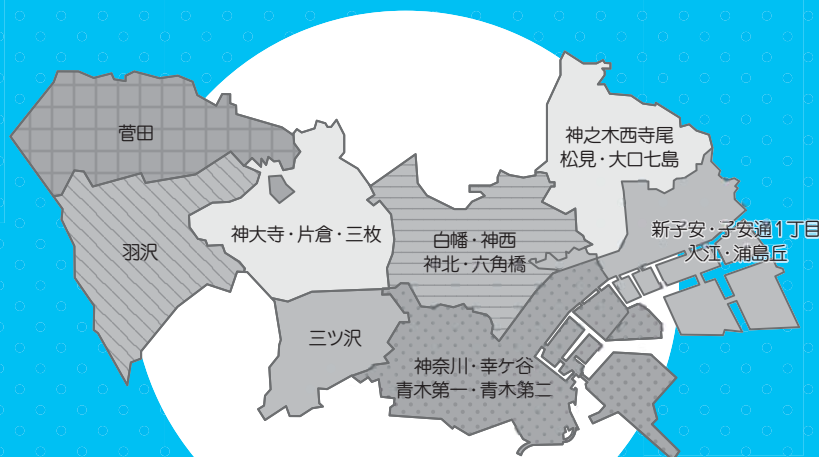 菅田
神之木西寺尾
松見・大口七島
羽沢
神大寺・片倉・三枚
白幡・神西
神北・六角橋
新子安・子安通1丁目
入江・浦島丘
三ツ沢
神奈川・幸ケ谷
青木第一・青木第二